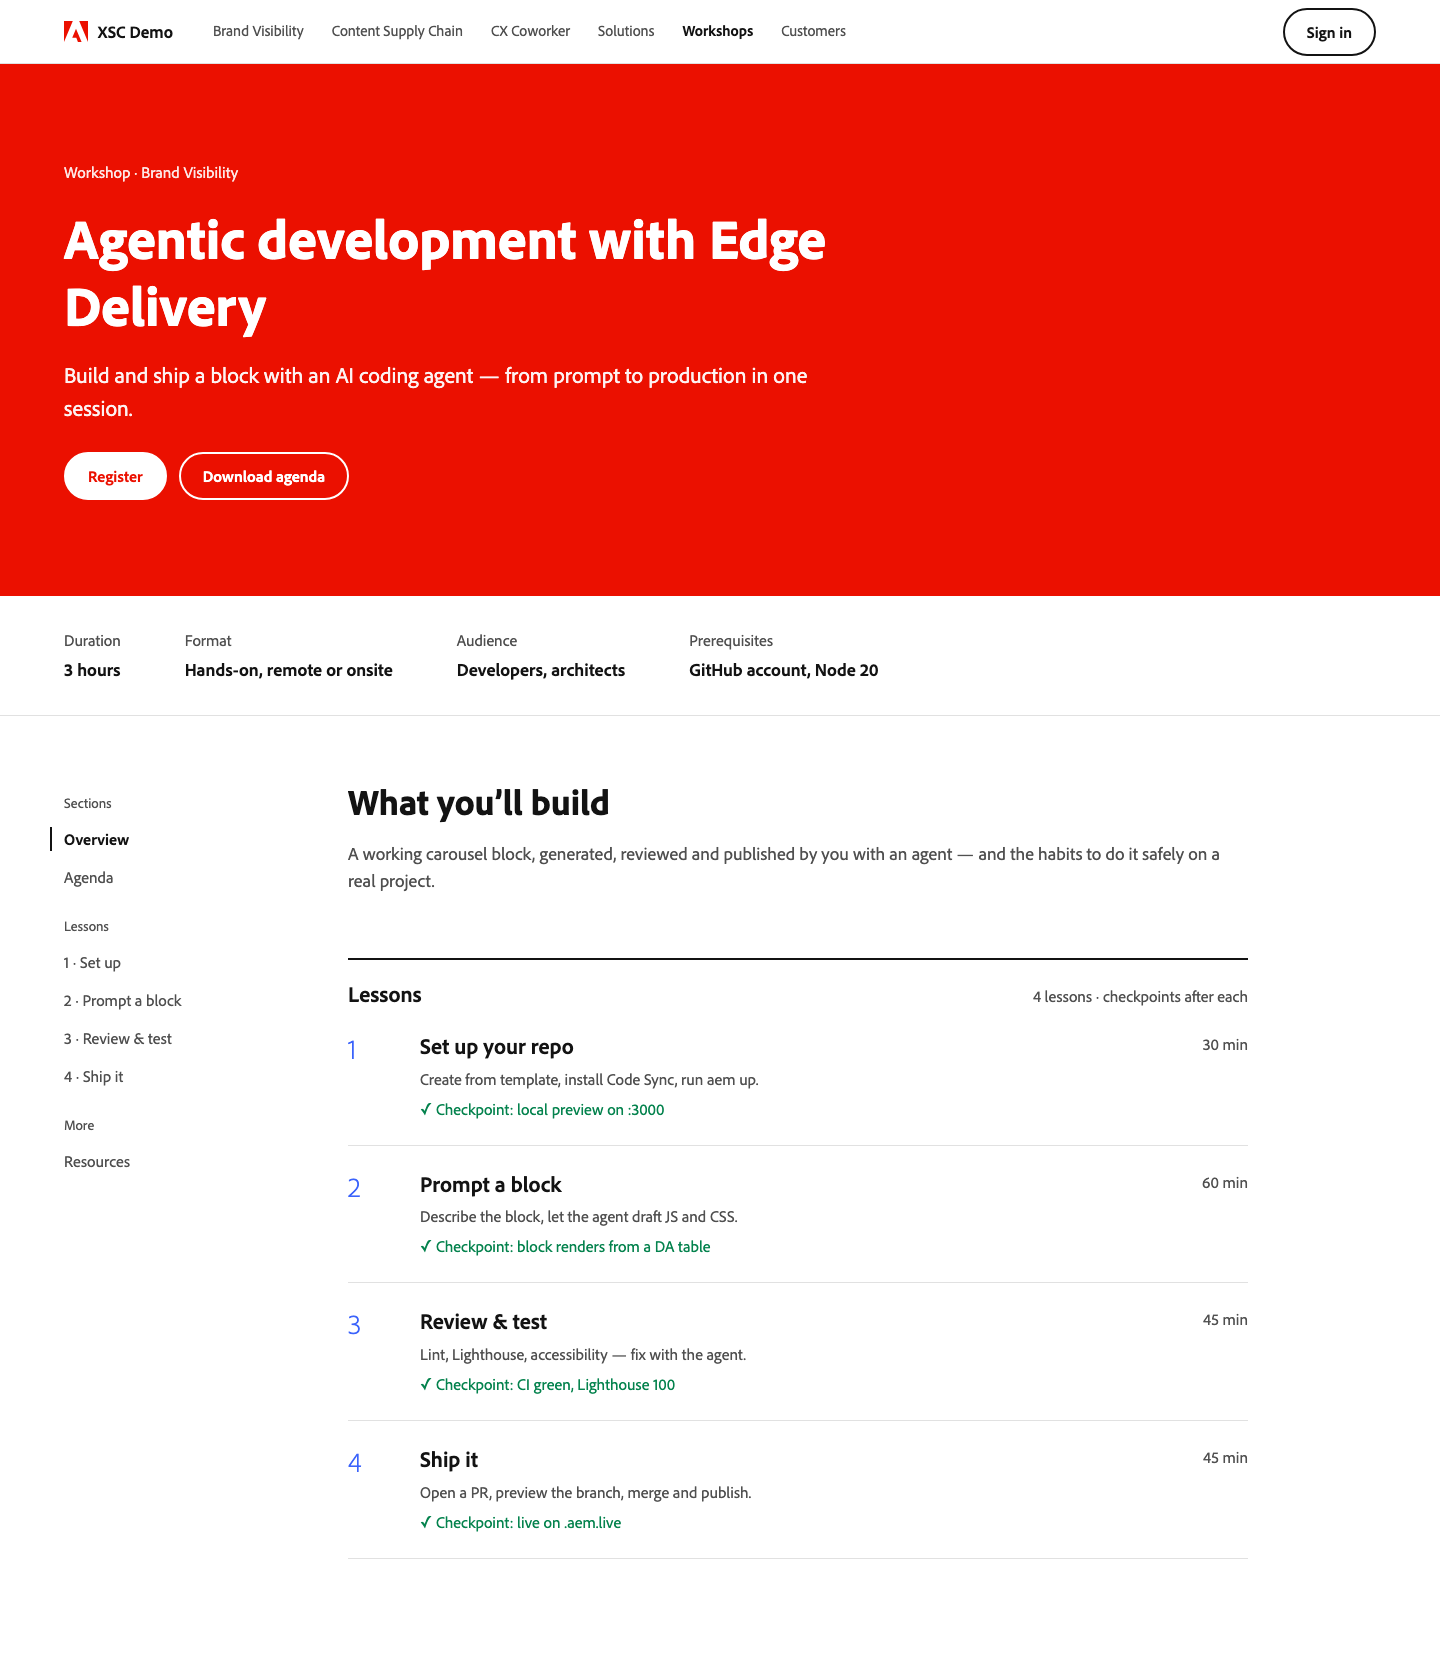 XSC Demo
Brand Visibility
Content Supply Chain
CX Coworker
Solutions
Workshops
Customers
Sign in
Workshop · Brand Visibility
Agentic development with Edge
Delivery
Build and ship a block with an AI coding agent — from prompt to production in one
session.
Register
Download agenda
Duration
3 hours
Format
Hands-on, remote or onsite
Audience
Developers, architects
Prerequisites
GitHub account, Node 20
Sections
Overview
Agenda
Lessons
1 · Set up
2 · Prompt a block
3 · Review & test
4 · Ship it
More
Resources
What you’ll build
A working carousel block, generated, reviewed and published by you with an agent — and the habits to do it safely on a
real project.
Lessons
4 lessons · checkpoints after each
1
Set up your repo
30 min
Create from template, install Code Sync, run aem up.
✓ Checkpoint: local preview on :3000
2
Prompt a block
60 min
Describe the block, let the agent draft JS and CSS.
✓ Checkpoint: block renders from a DA table
3
Review & test
45 min
Lint, Lighthouse, accessibility — fix with the agent.
✓ Checkpoint: CI green, Lighthouse 100
4
Ship it
45 min
Open a PR, preview the branch, merge and publish.
✓ Checkpoint: live on .aem.live